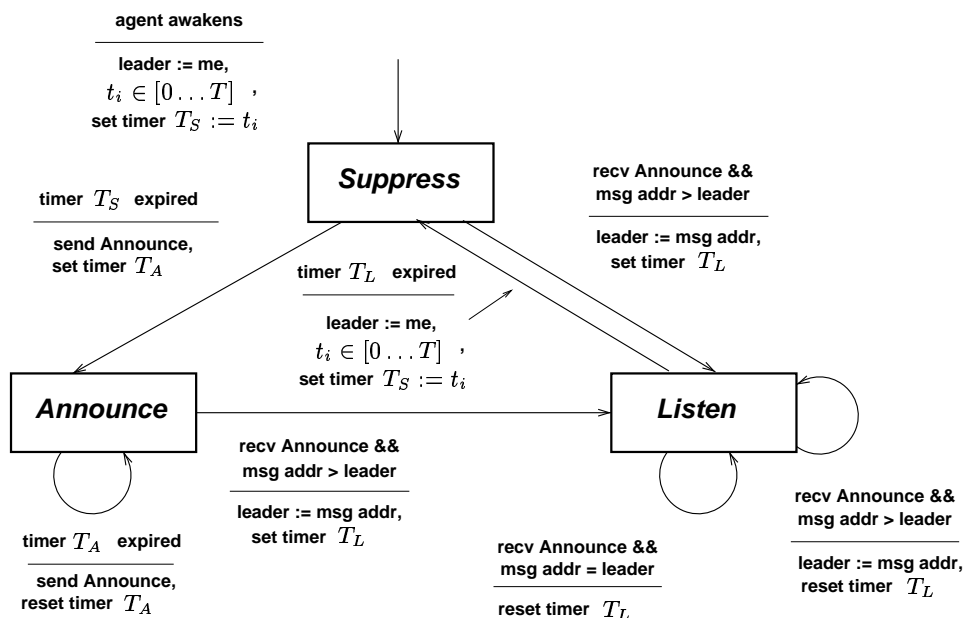 agent awakens
leader := me,
t_i ∈ [0 ... T] ,
set timer T_S := t_i
Suppress
recv Announce &&
msg addr > leader
leader := msg addr,
set timer T_L
timer T_S expired
send Announce,
set timer T_A
timer T_L expired
leader := me,
t_i ∈ [0 ... T] ,
set timer T_S := t_i
Announce
Listen
recv Announce &&
msg addr > leader
leader := msg addr,
set timer T_L
timer T_A expired
send Announce,
reset timer T_A
recv Announce &&
msg addr = leader
reset timer T_L
recv Announce &&
msg addr > leader
leader := msg addr,
reset timer T_L